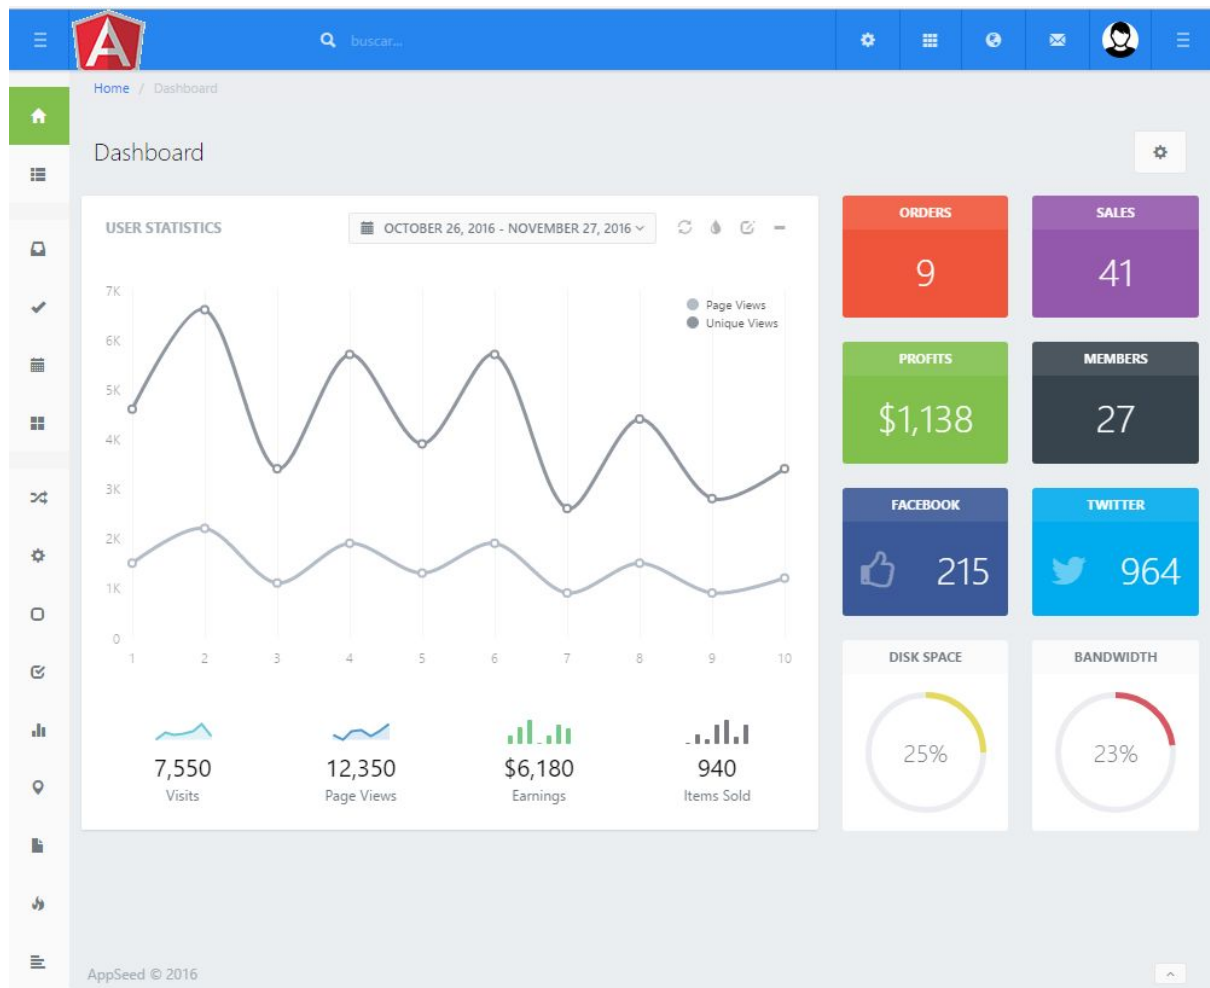 A
buscar...
Home / Dashboard
Dashboard
USER STATISTICS
OCTOBER 26, 2016 - NOVEMBER 27, 2016
7K
6K
5K
4K
3K
2K
1K
0
Page Views
Unique Views
1 2 3 4 5 6 7 8 9 10
7,550
Visits
12,350
Page Views
$6,180
Earnings
940
Items Sold
ORDERS
9
SALES
41
PROFITS
$1,138
MEMBERS
27
FACEBOOK
215
TWITTER
964
DISK SPACE
25%
BANDWIDTH
23%
AppSeed © 2016